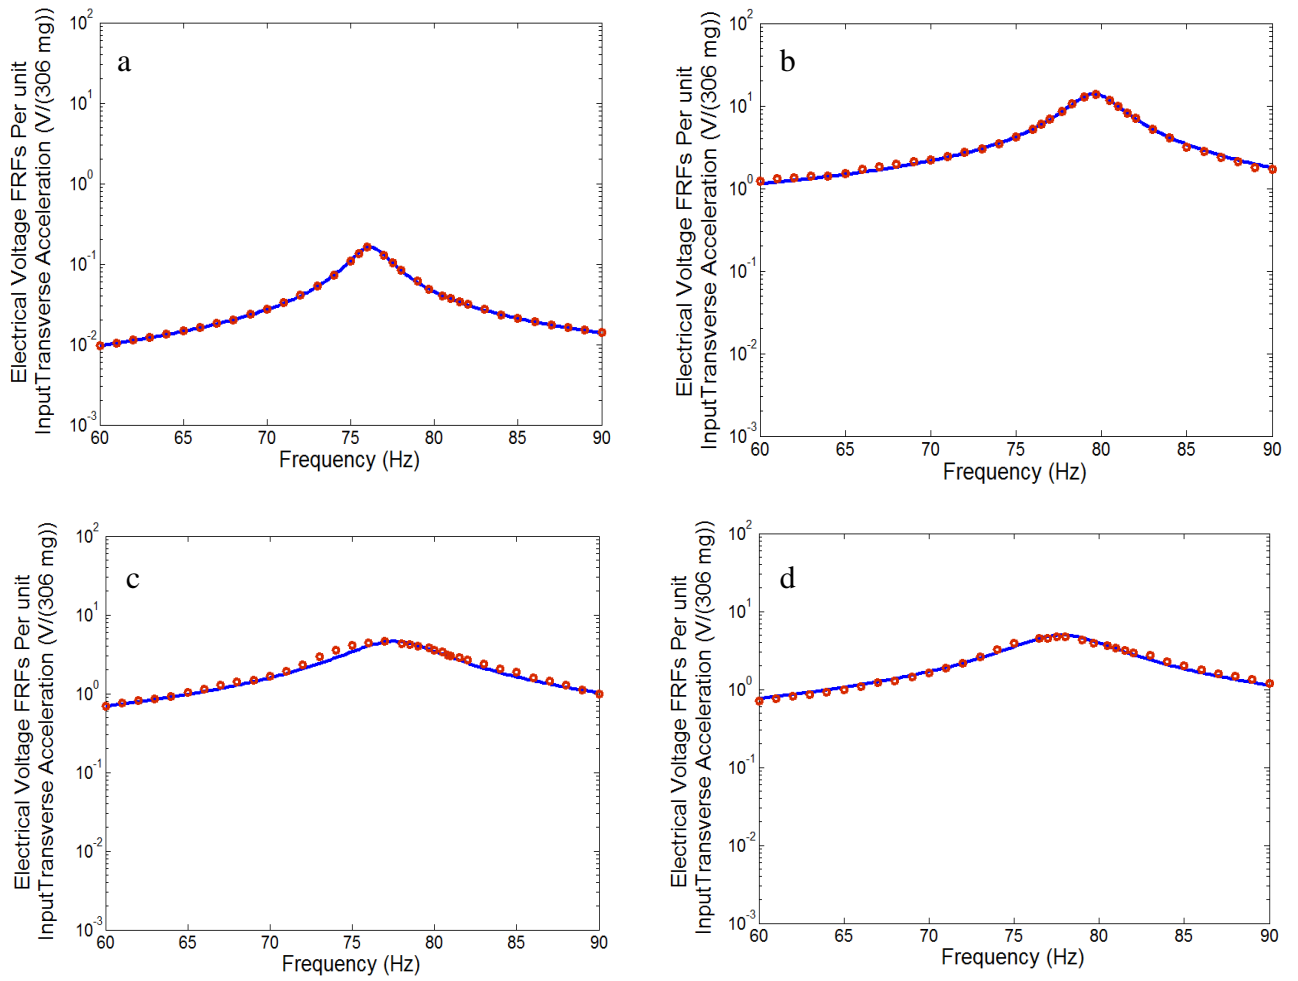 Electrical Voltage FRFs Per unit
InputTransverse Acceleration (V/(306 mg))
a
10^2
10^1
10^0
10^-1
10^-2
10^-3
60 65 70 75 80 85 90
Frequency (Hz)
Electrical Voltage FRFs Per unit
InputTransverse Acceleration (V/(306 mg))
b
10^2
10^1
10^0
10^-1
10^-2
10^-3
60 65 70 75 80 85 90
Frequency (Hz)
Electrical Voltage FRFs Per unit
InputTransverse Acceleration (V/(306 mg))
c
10^2
10^1
10^0
10^-1
10^-2
10^-3
60 65 70 75 80 85 90
Frequency (Hz)
Electrical Voltage FRFs Per unit
InputTransverse Acceleration (V/(306 mg))
d
10^2
10^1
10^0
10^-1
10^-2
10^-3
60 65 70 75 80 85 90
Frequency (Hz)